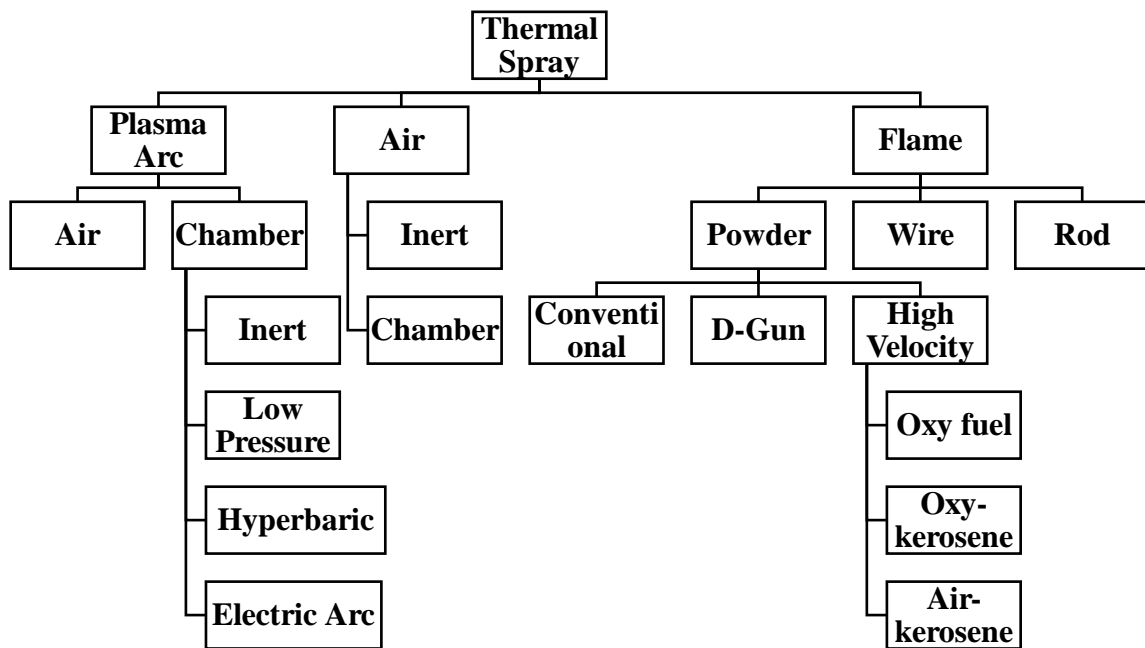 Thermal
Spray
Plasma
Arc
Air
Flame
Air
Chamber
Inert
Powder
Wire
Rod
Inert
Chamber
Conventi
onal
D-Gun
High
Velocity
Low
Pressure
Oxy fuel
Hyperbaric
Oxy-
kerosene
Electric Arc
Air-
kerosene